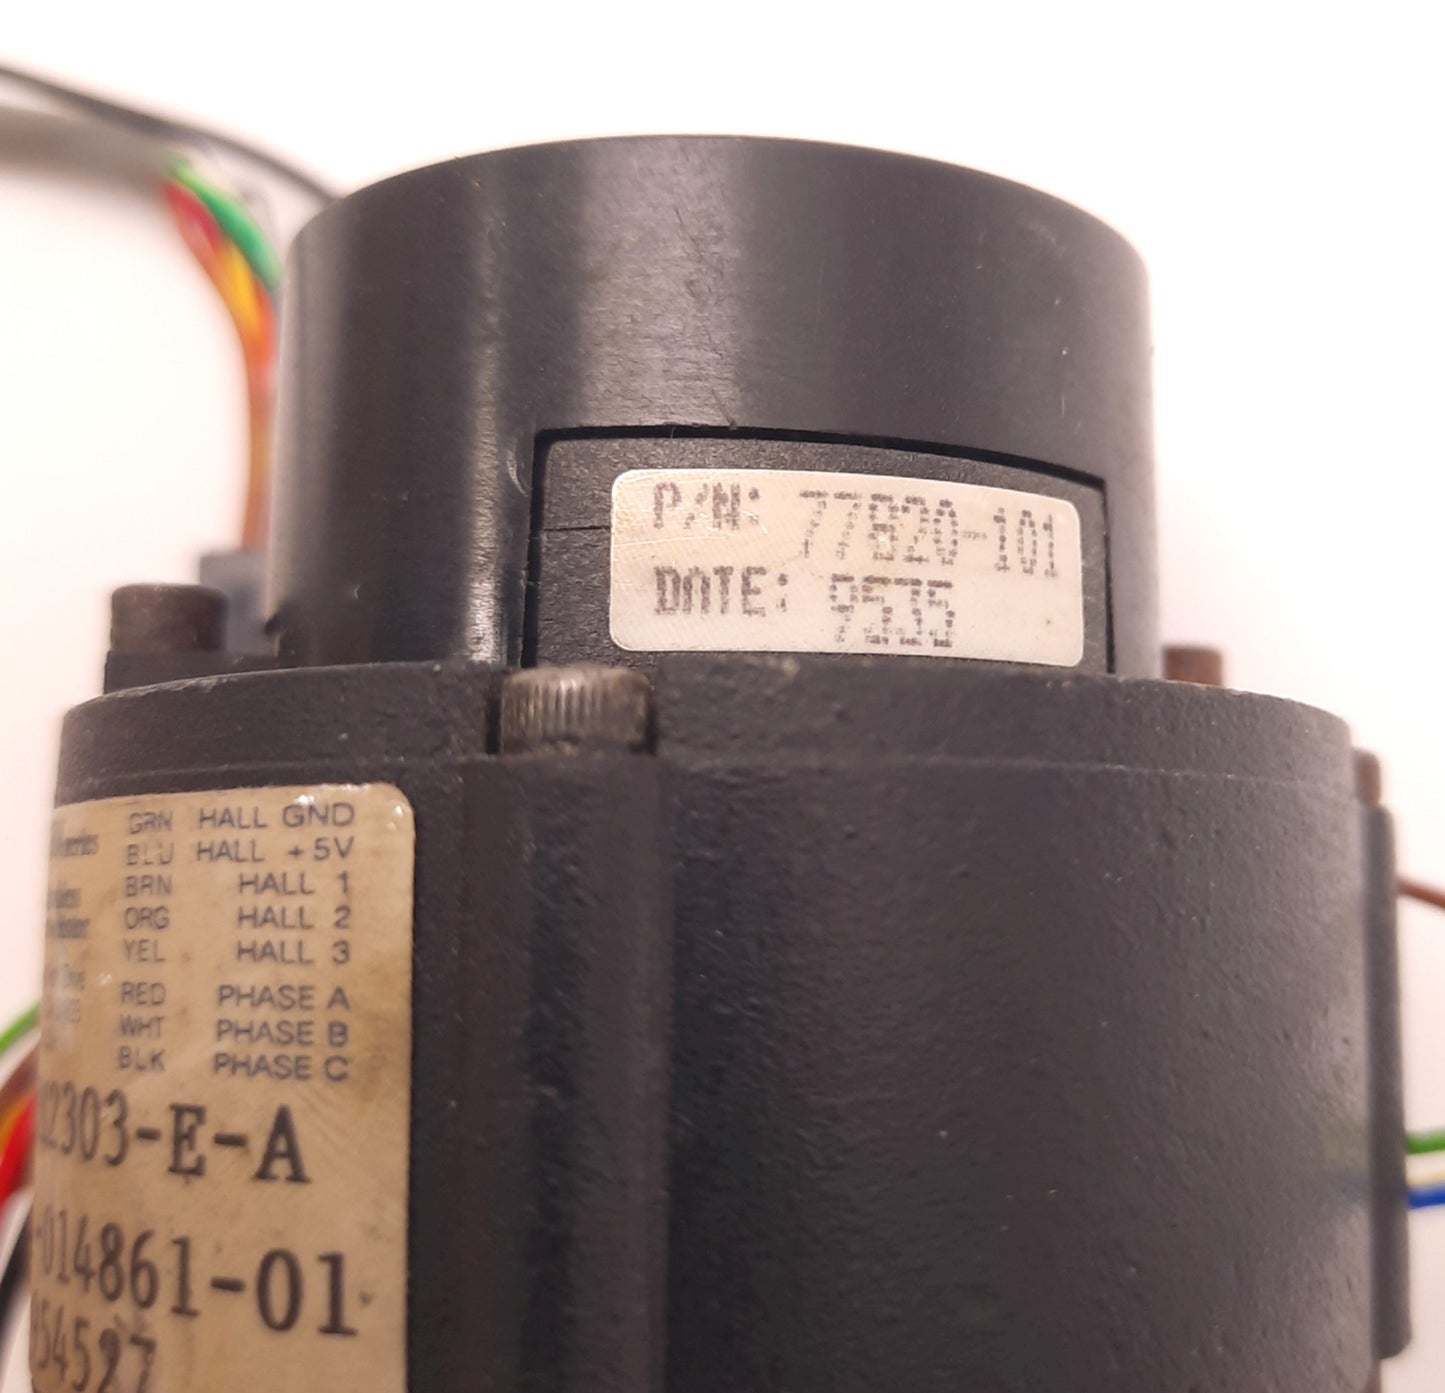 P/N: 77820-101
DATE: 9535
GRN HALL GND
BLU HALL +5V
BRN HALL 1
ORG HALL 2
YEL HALL 3
RED PHASE A
WHT PHASE B
BLK PHASE C
2303-E-A
014861-01
54527